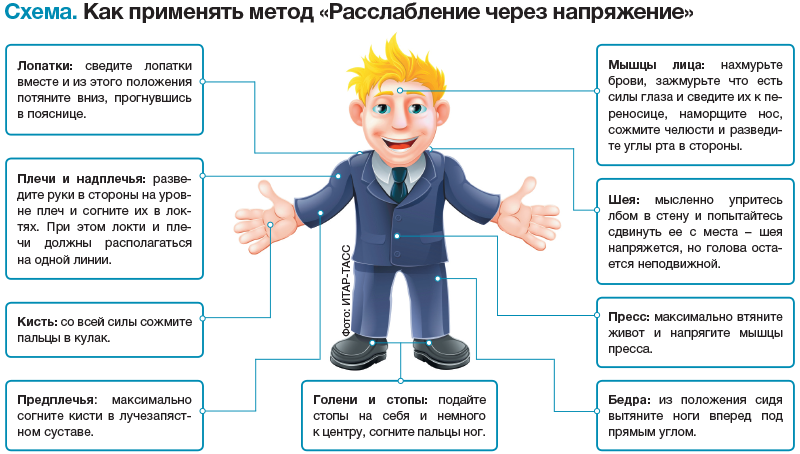 Схема. Как применять метод «Расслабление через напряжение»
Лопатки: сведите лопатки
вместе и из этого положения
потяните вниз, прогнувшись
в пояснице.
Плечи и надплечья: разве-
дите руки в стороны на уров-
не плеч и согните их в лок-
тях. При этом локти и пле-
чи должны располагаться
на одной линии.
Кисть: со всей силы сожмите
пальцы в кулак.
Предплечья: максимально
согните кисти в лучезапяст-
ном суставе.
Фото: ИТАР-ТАСС
Голени и стопы: подайте
стопы на себя и немного
к центру, согните пальцы ног.
Мышцы лица: нахмурьте
брови, зажмурьте что есть
силы глаза и сведите их к пе-
реносице, наморщите нос,
сожмите челюсти и разведи-
те углы рта в стороны.
Шея: мысленно упритесь
лбом в стену и попытайтесь
сдвинуть ее с места – шея
напряжется, но голова оста-
ется неподвижной.
Пресс: максимально втяните
живот и напрягите мышцы
пресса.
Бедра: из положения сидя
вытяните ноги вперед под
прямым углом.